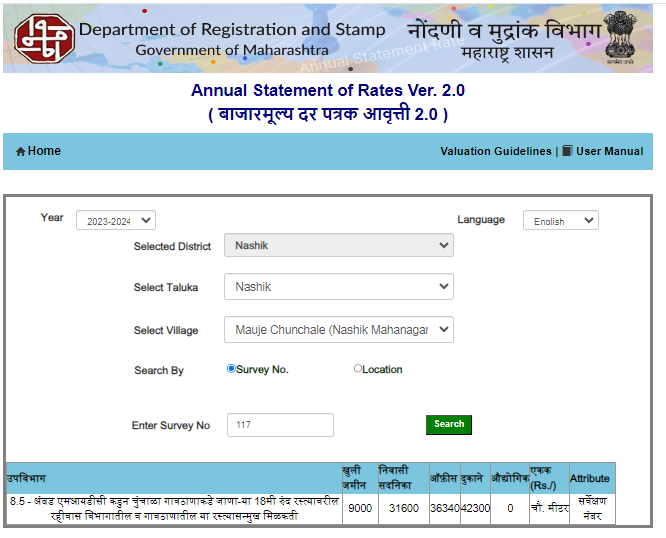 Department of Registration and Stamp
Government of Maharashtra
नोंदणी व मुद्रांक विभाग
महाराष्ट्र शासन
Annual Statement Rate
Annual Statement of Rates Ver. 2.0
( बाजारमूल्य दर पत्रक आवृत्ती 2.0 )
Home
Valuation Guidelines | User Manual
Year 2023-2024 Language English
Selected District Nashik
Select Taluka Nashik
Select Village Mauje Chunchale (Nashik Mahanagar
Search By Survey No. Location
Enter Survey No 117 Search
उपविभाग खुली जमीन निवासी सदनिका ऑफ़ीस दुकाने औद्योगिक एकक (Rs./) Attribute
8.5 - अंबड एमआयडीसी कडुन चुंचाळा गावठाणाकडे जाणा-या 18मी रुंद रस्त्यावरील
रहीवास विभागातील व गावठाणातील या रस्त्यासन्मुख मिळकती
9000 31600 36340 42300 0 चौ. मीटर सर्वेक्षण नंबर